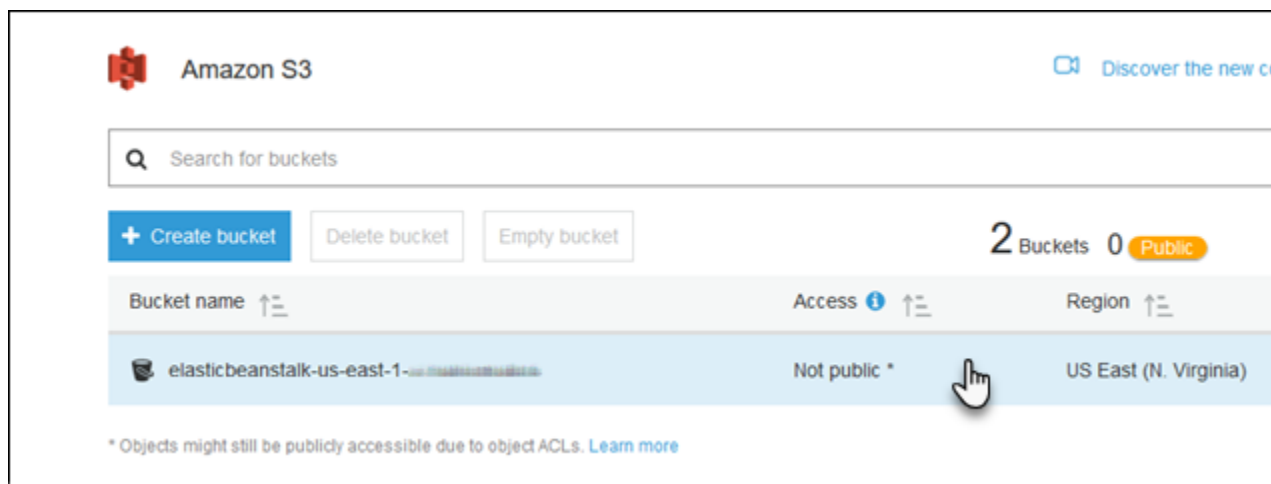 Amazon S3
Discover the new
Search for buckets
+ Create bucket Delete bucket Empty bucket 2 Buckets 0 Public
Bucket name Access Region
elasticbeanstalk-us-east-1- Not public * US East (N. Virginia)
* Objects might still be publicly accessible due to object ACLs. Learn more